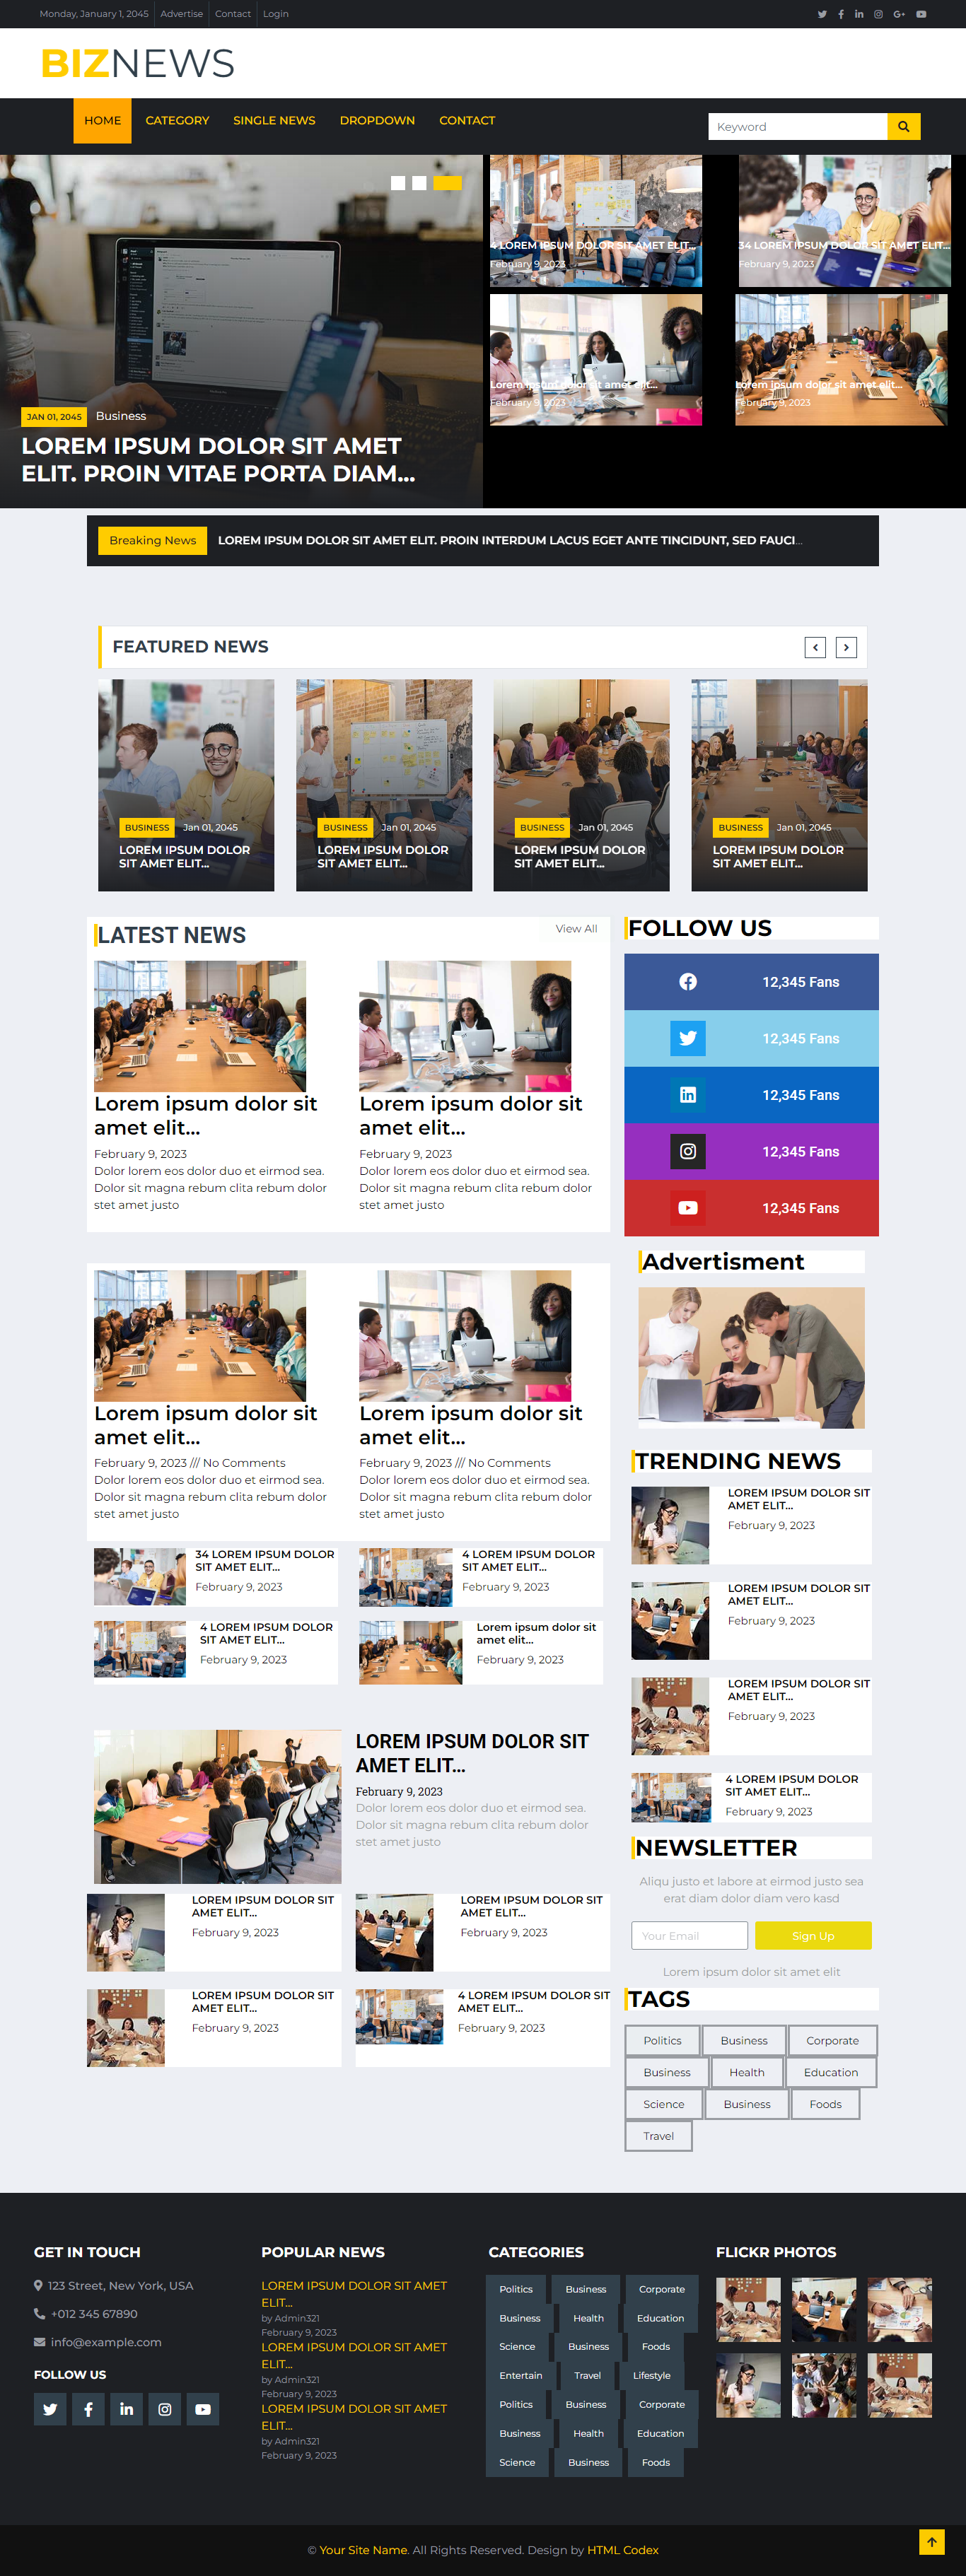 Monday, January 1, 2045 Advertise Contact Login
BIZNEWS
HOME CATEGORY SINGLE NEWS DROPDOWN CONTACT
Keyword
JAN 01, 2045 Business
LOREM IPSUM DOLOR SIT AMET
ELIT. PROIN VITAE PORTA DIAM...
4 LOREM IPSUM DOLOR SIT AMET ELIT...
February 9, 2023
34 LOREM IPSUM DOLOR SIT AMET ELIT...
February 9, 2023
Lorem ipsum dolor sit amet elit...
February 9, 2023
Lorem ipsum dolor sit amet elit...
February 9, 2023
Breaking News LOREM IPSUM DOLOR SIT AMET ELIT. PROIN INTERDUM LACUS EGET ANTE TINCIDUNT, SED FAUCI...
FEATURED NEWS
BUSINESS Jan 01, 2045
LOREM IPSUM DOLOR
SIT AMET ELIT...
BUSINESS Jan 01, 2045
LOREM IPSUM DOLOR
SIT AMET ELIT...
BUSINESS Jan 01, 2045
LOREM IPSUM DOLOR
SIT AMET ELIT...
BUSINESS Jan 01, 2045
LOREM IPSUM DOLOR
SIT AMET ELIT...
LATEST NEWS
View All
Lorem ipsum dolor sit
amet elit...
February 9, 2023
Dolor lorem eos dolor duo et eirmod sea.
Dolor sit magna rebum clita rebum dolor
stet amet justo
Lorem ipsum dolor sit
amet elit...
February 9, 2023
Dolor lorem eos dolor duo et eirmod sea.
Dolor sit magna rebum clita rebum dolor
stet amet justo
Lorem ipsum dolor sit
amet elit...
February 9, 2023 /// No Comments
Dolor lorem eos dolor duo et eirmod sea.
Dolor sit magna rebum clita rebum dolor
stet amet justo
Lorem ipsum dolor sit
amet elit...
February 9, 2023 /// No Comments
Dolor lorem eos dolor duo et eirmod sea.
Dolor sit magna rebum clita rebum dolor
stet amet justo
34 LOREM IPSUM DOLOR
SIT AMET ELIT...
February 9, 2023
4 LOREM IPSUM DOLOR
SIT AMET ELIT...
February 9, 2023
4 LOREM IPSUM DOLOR
SIT AMET ELIT...
February 9, 2023
Lorem ipsum dolor sit
amet elit...
February 9, 2023
LOREM IPSUM DOLOR SIT
AMET ELIT...
February 9, 2023
Dolor lorem eos dolor duo et eirmod sea.
Dolor sit magna rebum clita rebum dolor
stet amet justo
LOREM IPSUM DOLOR SIT
AMET ELIT...
February 9, 2023
LOREM IPSUM DOLOR SIT
AMET ELIT...
February 9, 2023
LOREM IPSUM DOLOR SIT
AMET ELIT...
February 9, 2023
4 LOREM IPSUM DOLOR SIT
AMET ELIT...
February 9, 2023
FOLLOW US
12,345 Fans
12,345 Fans
12,345 Fans
12,345 Fans
12,345 Fans
Advertisment
TRENDING NEWS
LOREM IPSUM DOLOR SIT
AMET ELIT...
February 9, 2023
LOREM IPSUM DOLOR SIT
AMET ELIT...
February 9, 2023
LOREM IPSUM DOLOR SIT
AMET ELIT...
February 9, 2023
4 LOREM IPSUM DOLOR
SIT AMET ELIT...
February 9, 2023
NEWSLETTER
Aliqu justo et labore at eirmod justo sea
erat diam dolor diam vero kasd
Your Email Sign Up
Lorem ipsum dolor sit amet elit
TAGS
Politics Business Corporate
Business Health Education
Science Business Foods
Travel
GET IN TOUCH
123 Street, New York, USA
+012 345 67890
info@example.com
FOLLOW US
POPULAR NEWS
LOREM IPSUM DOLOR SIT AMET
ELIT...
by Admin321
February 9, 2023
LOREM IPSUM DOLOR SIT AMET
ELIT...
by Admin321
February 9, 2023
LOREM IPSUM DOLOR SIT AMET
ELIT...
by Admin321
February 9, 2023
CATEGORIES
Politics Business Corporate
Business Health Education
Science Business Foods
Entertain Travel Lifestyle
Politics Business Corporate
Business Health Education
Science Business Foods
FLICKR PHOTOS
© Your Site Name. All Rights Reserved. Design by HTML Codex